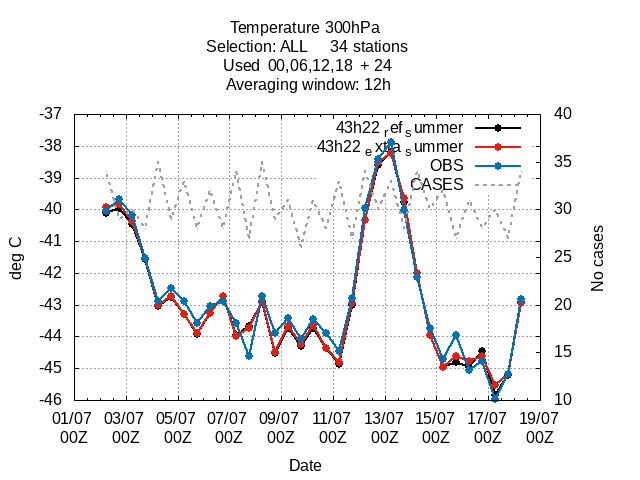 Temperature 300hPa
Selection: ALL 34 stations
Used 00,06,12,18 + 24
Averaging window: 12h
-37
-38
-39
-40
-41
-42
-43
-44
-45
-46
deg C
40
35
30
25
20
15
10
No cases
43h22refsummer
43h22extrasummer
OBS
CASES
01/07 03/07 05/07 07/07 09/07 11/07 13/07 15/07 17/07 19/07
00Z 00Z 00Z 00Z 00Z 00Z 00Z 00Z 00Z 00Z
Date